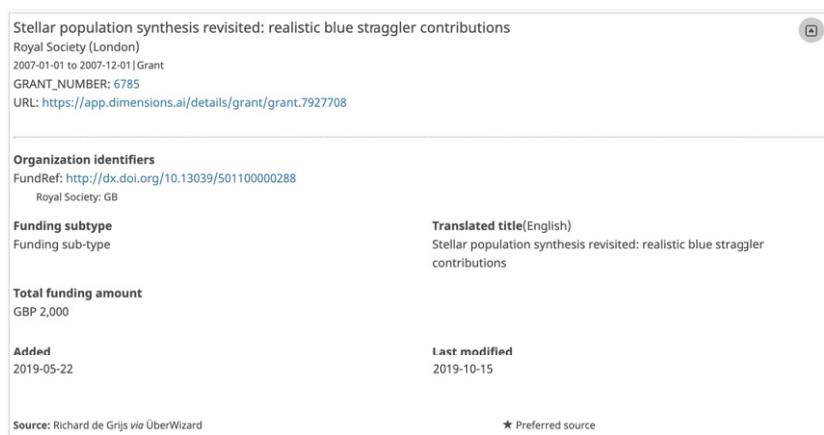 Stellar population synthesis revisited: realistic blue straggler contributions
Royal Society (London)
2007-01-01 to 2007-12-01|Grant
GRANT_NUMBER: 6785
URL: https://app.dimensions.ai/details/grant/grant.7927708
Organization identifiers
FundRef: http://dx.doi.org/10.13039/501100000288
Royal Society: GB
Funding subtype
Funding sub-type
Translated title(English)
Stellar population synthesis revisited: realistic blue straggler
contributions
Total funding amount
GBP 2,000
Added
2019-05-22
Last modified
2019-10-15
Source: Richard de Grijs via ÜberWizard
★ Preferred source